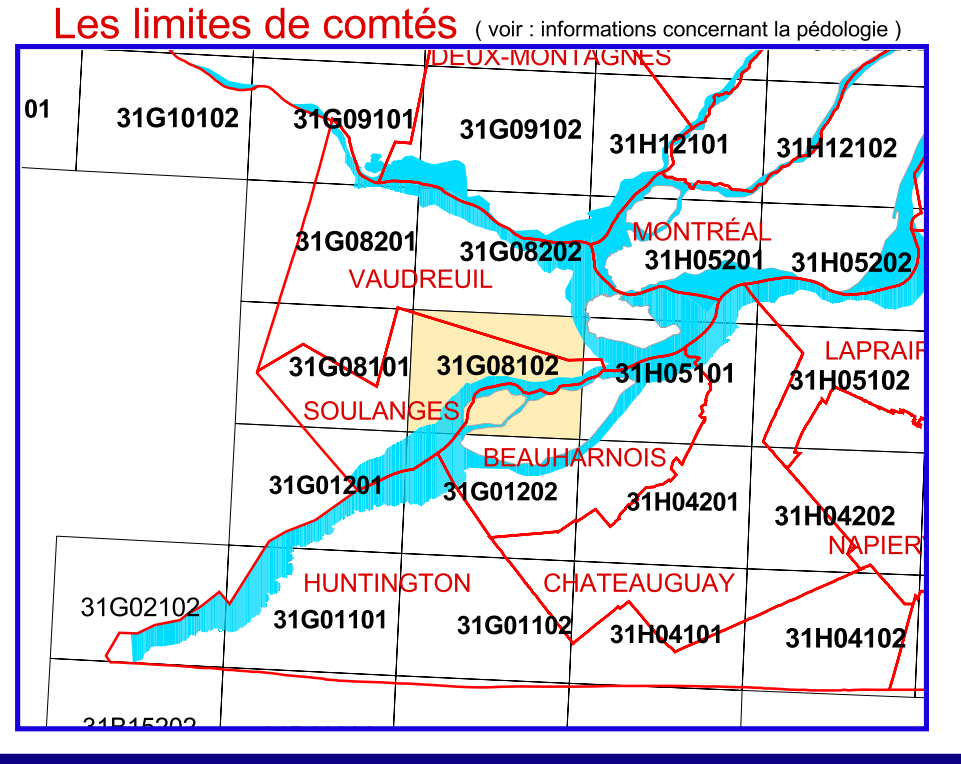 Les limites de comtés ( voir : informations concernant la pédologie )
DEUX-MONTAGNES
01
31G10102
31G09101
31G09102
31H12101
31H12102
31G08201
31G08202
MONTRÉAL
31H05201
31H05202
VAUDREUIL
31G08101
31G08102
31H05101
LAPRAIR
31H05102
SOULANGES
BEAUHARNOIS
31G01201
31G01202
31H04201
31H04202
NAPIER
HUNTINGTON
CHATEAUGUAY
31G02102
31G01101
31G01102
31H04101
31H04102